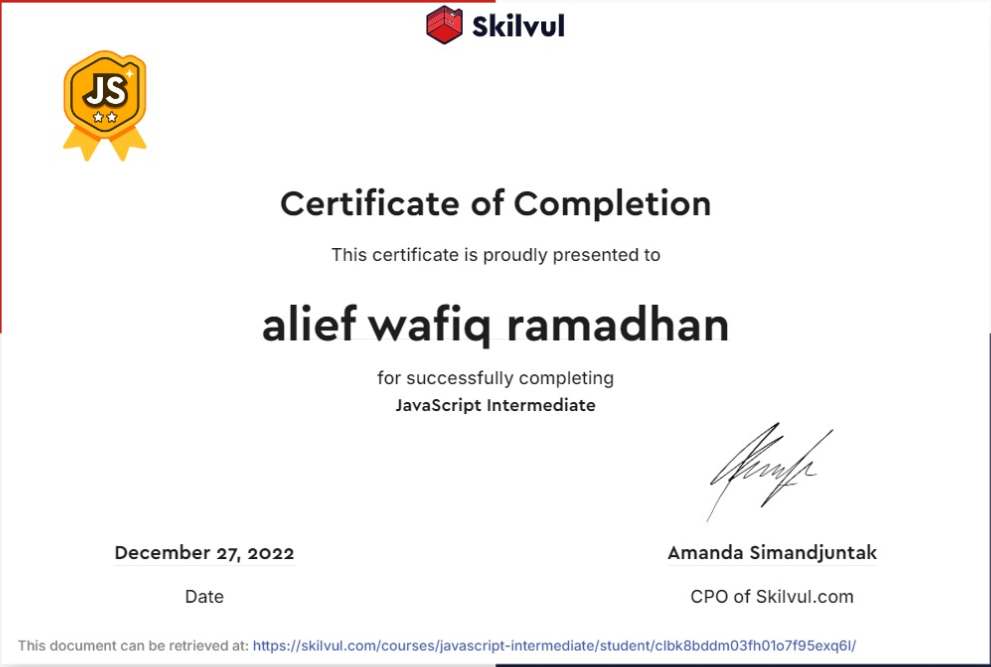 Skilvul
JS
Certificate of Completion
This certificate is proudly presented to
alief wafiq ramadhan
for successfully completing
JavaScript Intermediate
December 27, 2022
Amanda Simandjuntak
Date
CPO of Skilvul.com
This document can be retrieved at: https://skilvul.com/courses/javascript-intermediate/student/clbk8bddm03fh01o7f95exq6l/